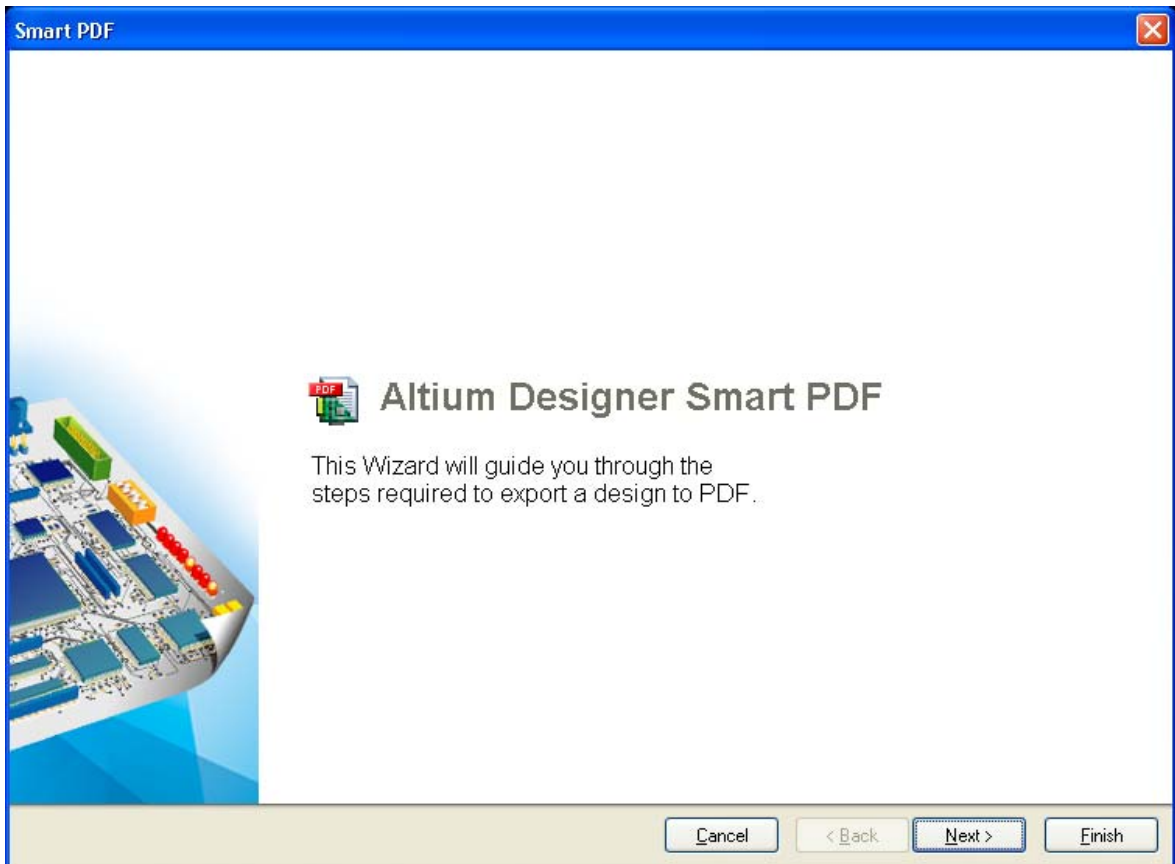 Smart PDF
PDF
Altium Designer Smart PDF
This Wizard will guide you through the
steps required to export a design to PDF.
Cancel
< Back
Next >
Finish